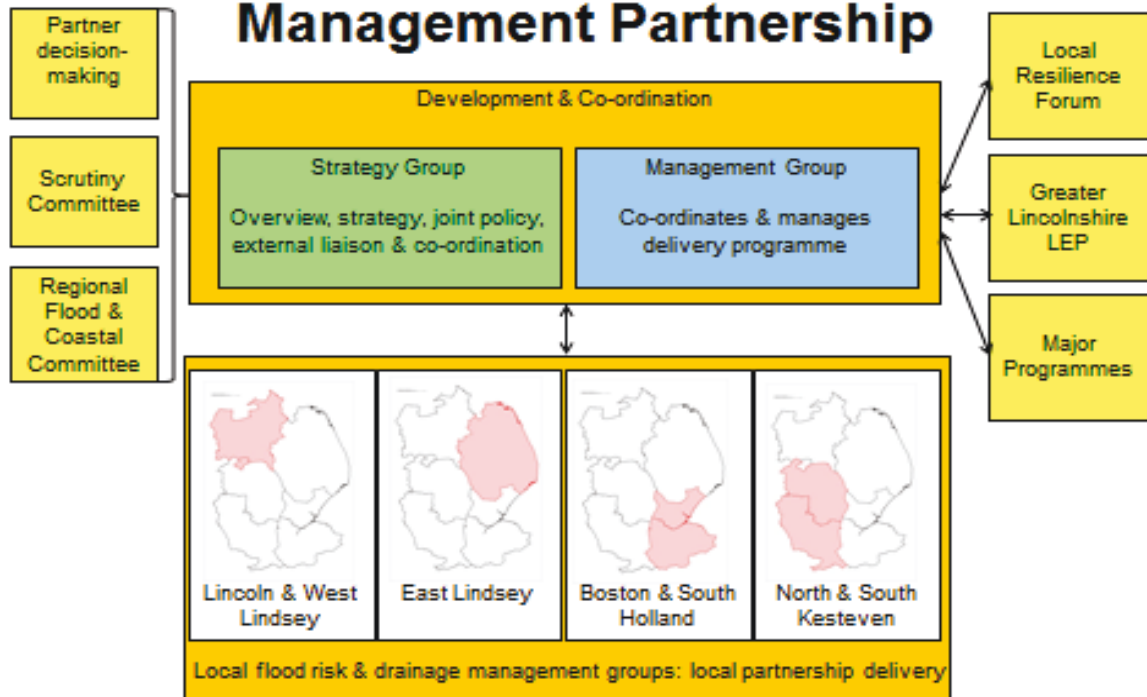 Management Partnership
Partner
decision-
making
Scrutiny
Committee
Regional
Flood &
Coastal
Committee
Development & Co-ordination
Strategy Group
Overview, strategy, joint policy,
external liaison & co-ordination
Management Group
Co-ordinates & manages
delivery programme
Local
Resilience
Forum
Greater
Lincolnshire
LEP
Major
Programmes
Lincoln & West
Lindsey
East Lindsey
Boston & South
Holland
North & South
Kesteven
Local flood risk & drainage management groups: local partnership delivery